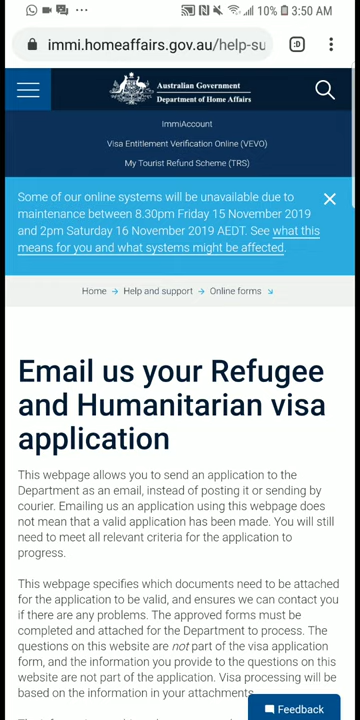 10% 3:50 AM
immi.homeaffairs.gov.au/help-su
:D
Australian Government
Department of Home Affairs
ImmiAccount
Visa Entitlement Verification Online (VEVO)
My Tourist Refund Scheme (TRS)
Some of our online systems will be unavailable due to
maintenance between 8.30pm Friday 15 November 2019
and 2pm Saturday 16 November 2019 AEDT. See what this
means for you and what systems might be affected.
Home → Help and support → Online forms
Email us your Refugee
and Humanitarian visa
application
This webpage allows you to send an application to the
Department as an email, instead of posting it or sending by
courier. Emailing us an application using this webpage does
not mean that a valid application has been made. You will still
need to meet all relevant criteria for the application to
progress.
This webpage specifies which documents need to be attached
for the application to be valid, and ensures we can contact you
if there are any problems. The approved forms must be
completed and attached for the Department to process. The
questions on this website are not part of the visa application
form, and the information you provide to the questions on this
website are not part of the application. Visa processing will be
based on the information in your attachments.
Feedback